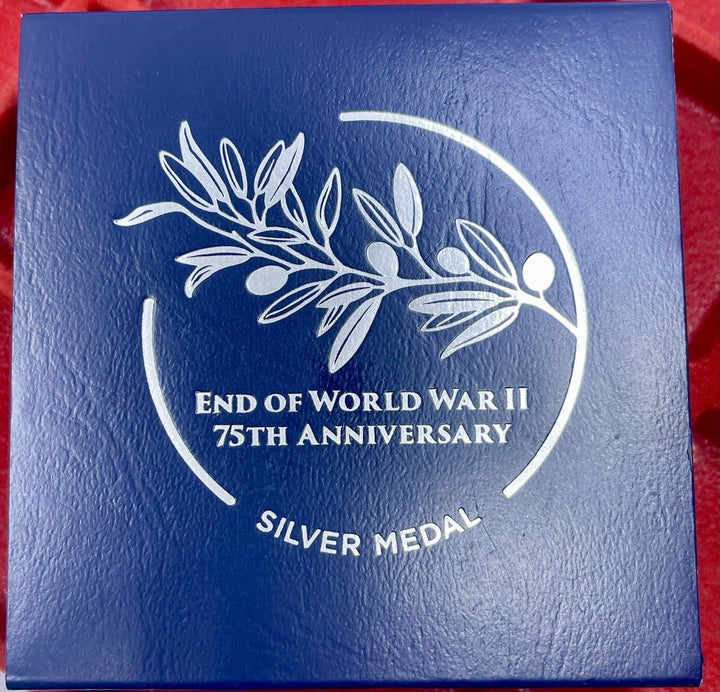 END OF WORLD WAR II
75TH ANNIVERSARY
SILVER MEDAL